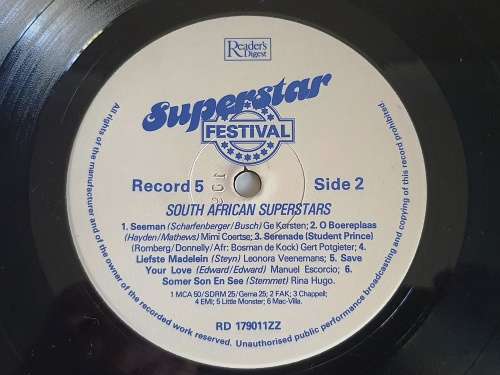 Reader's
Digest
Superstar
FESTIVAL
Record 5
Side 2
SOUTH AFRICAN SUPERSTARS
1. Seeman (Scharfenberger/Busch) Ge Korsten; 2. O Boereplaas
(Hayden/Mathews) Mimi Coertse; 3. Serenade (Student Prince)
(Romberg/Donnelly/Afr: Bosman de Kock) Gert Potgieter; 4.
Liefste Madelein (Steyn) Leonora Veenemans; 5. Save
Your Love (Edward/Edward) Manuel Escorcio; 6.
Somer Son En See (Stemmet) Rina Hugo.
1 MCA 50/SDRM 25/Gema 25; 2 FAK; 3 Chappell;
4 EMI; 5 Little Monster; 6 Mac-Villa.
RD 179011ZZ
All rights of the manufacturer and of the owner of the recorded work reserved. Unauthorised public performance broadcasting and copying of this record prohibited.